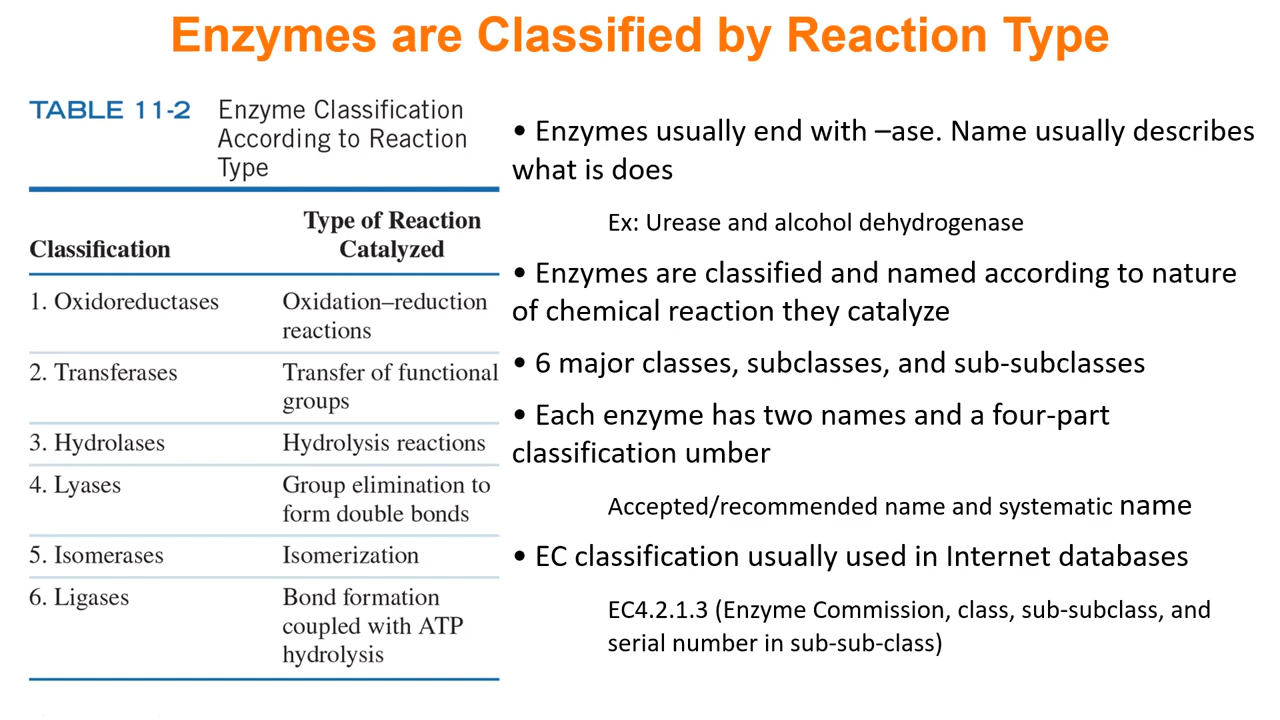 Enzymes are Classified by Reaction Type
TABLE 11-2 Enzyme Classification
According to Reaction
Type
Classification Type of Reaction
Catalyzed
1. Oxidoreductases Oxidation–reduction
reactions
2. Transferases Transfer of functional
groups
3. Hydrolases Hydrolysis reactions
4. Lyases Group elimination to
form double bonds
5. Isomerases Isomerization
6. Ligases Bond formation
coupled with ATP
hydrolysis
• Enzymes usually end with –ase. Name usually describes
what is does
Ex: Urease and alcohol dehydrogenase
• Enzymes are classified and named according to nature
of chemical reaction they catalyze
• 6 major classes, subclasses, and sub-subclasses
• Each enzyme has two names and a four-part
classification umber
Accepted/recommended name and systematic name
• EC classification usually used in Internet databases
EC4.2.1.3 (Enzyme Commission, class, sub-subclass, and
serial number in sub-sub-class)